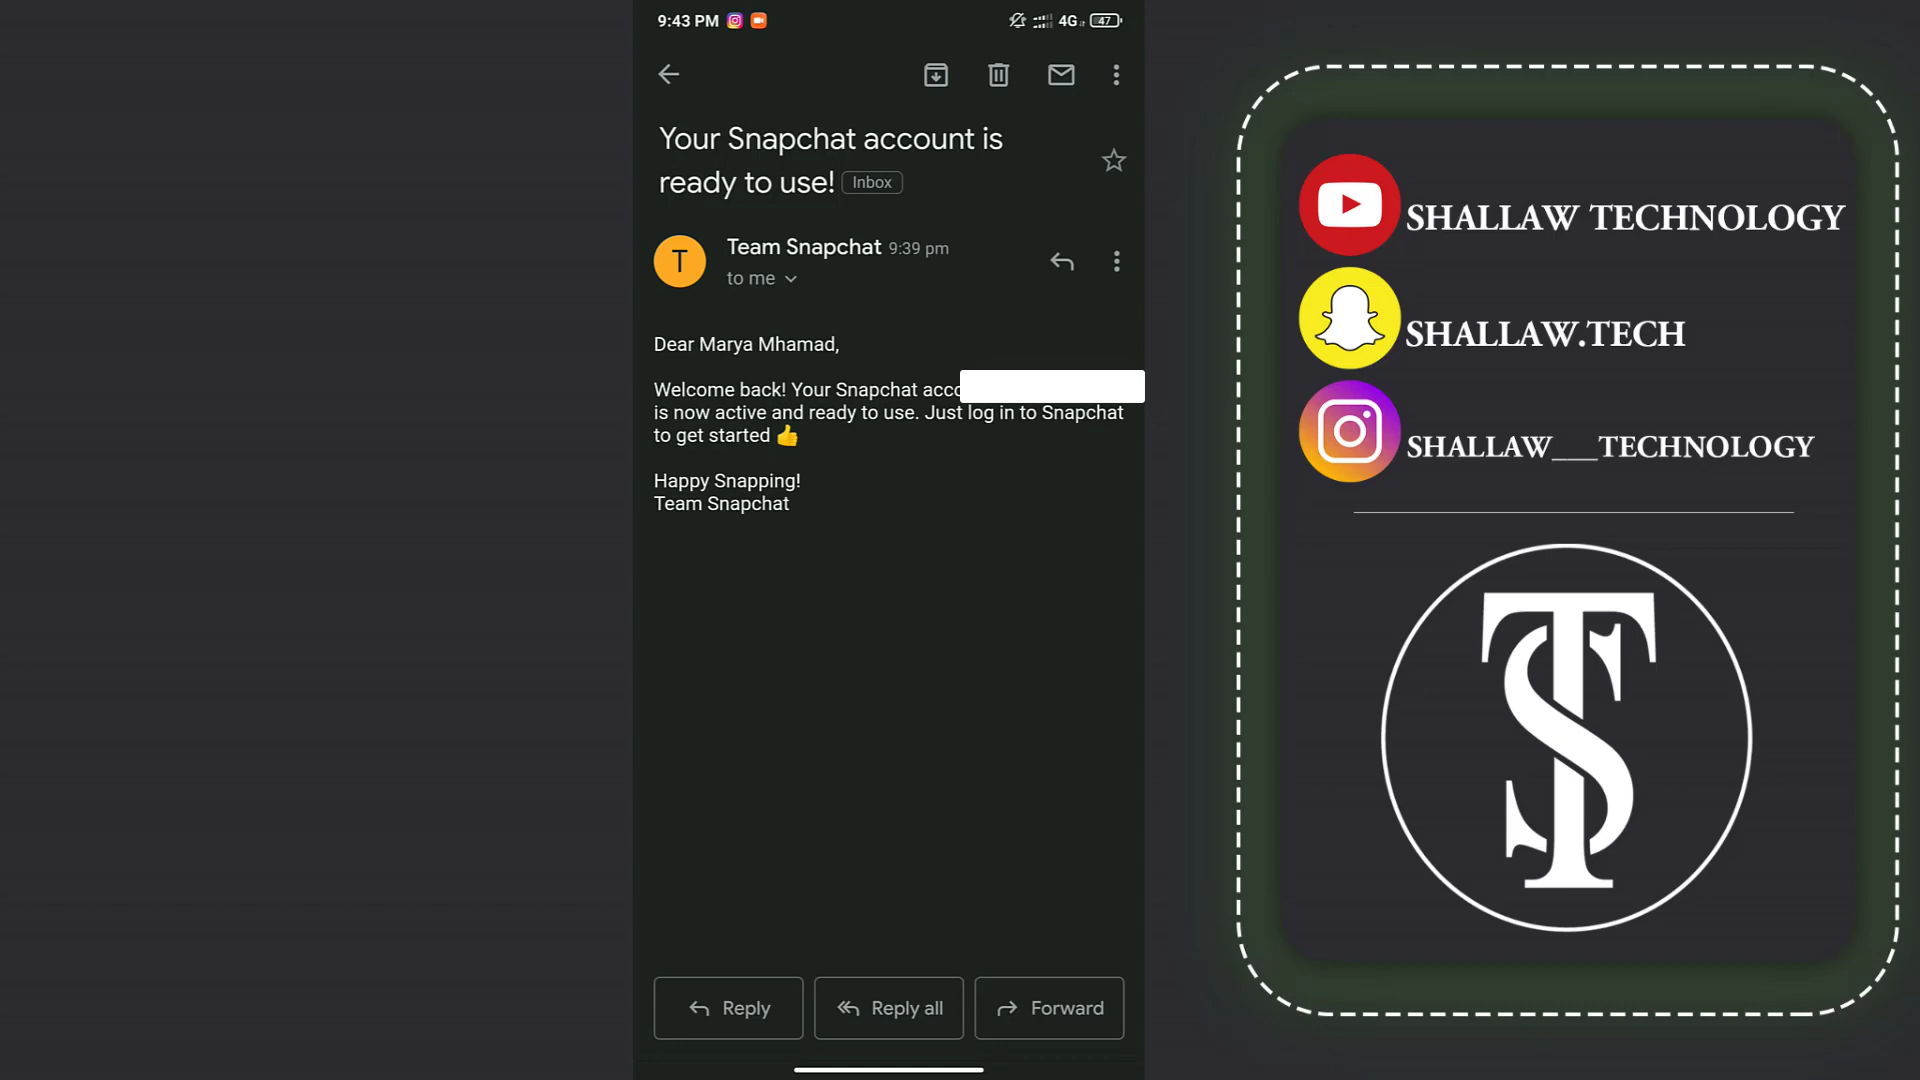 9:43 PM 4G 47
Your Snapchat account is
ready to use! Inbox
T Team Snapchat 9:39 pm
to me
Dear Marya Mhamad,
Welcome back! Your Snapchat
is now active and ready to use. Just log in to Snapchat
to get started 👍
Happy Snapping!
Team Snapchat
Reply Reply all Forward
SHALLAW TECHNOLOGY
SHALLAW.TECH
SHALLAW___TECHNOLOGY
TS